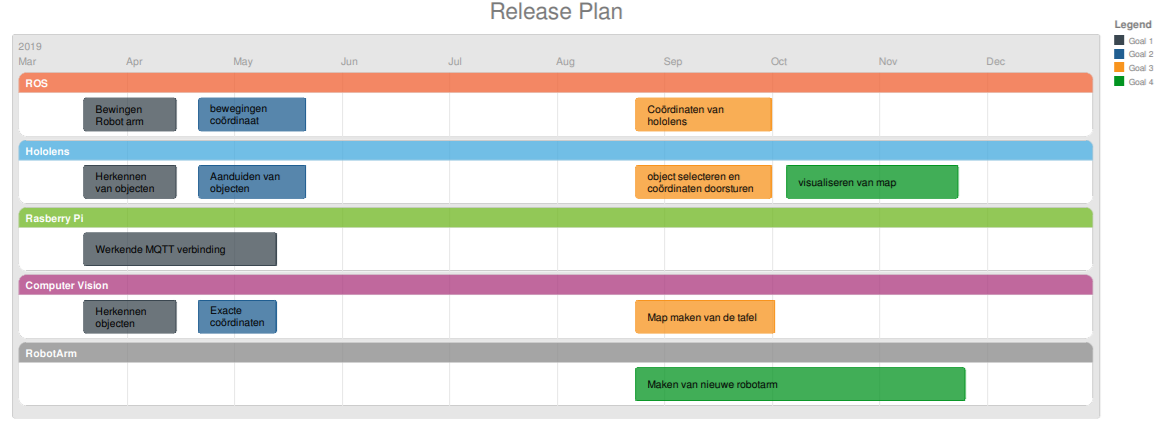 Release Plan
Legend
Goal 1
Goal 2
Goal 3
Goal 4
2019
Mar Apr May Jun Jul Aug Sep Oct Nov Dec
ROS
Bewingen
Robot arm
bewegingen
coördinaat
Coördinaten van
hololens
Hololens
Herkennen
van objecten
Aanduiden van
objecten
object selecteren en
coördinaten doorsturen
visualiseren van map
Rasberry Pi
Werkende MQTT verbinding
Computer Vision
Herkennen
objecten
Exacte
coördinaten
Map maken van de tafel
RobotArm
Maken van nieuwe robotarm